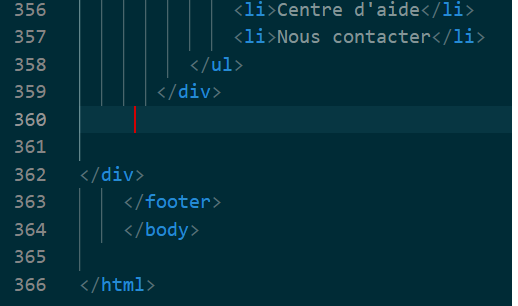 356 <li>Centre d'aide</li>
357 <li>Nous contacter</li>
358 </ul>
359 </div>
360
361
362 </div>
363 </footer>
364 </body>
365
366 </html>